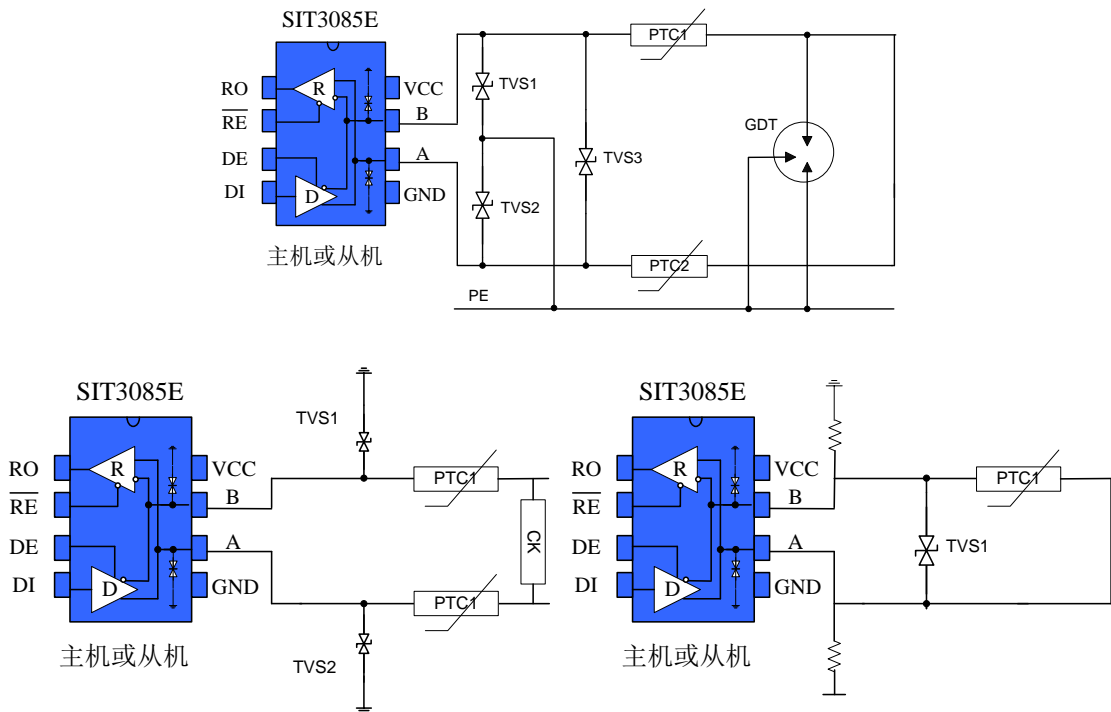 SIT3085E
RO
R
VCC
RE
B
DE
A
DI
D
GND
主机或从机
TVS1
TVS2
TVS3
PTC1
PTC2
GDT
PE
SIT3085E
RO
R
VCC
RE
B
DE
A
DI
D
GND
主机或从机
TVS1
TVS2
PTC1
PTC1
CK
SIT3085E
RO
R
VCC
RE
B
DE
A
DI
D
GND
主机或从机
TVS1
PTC1